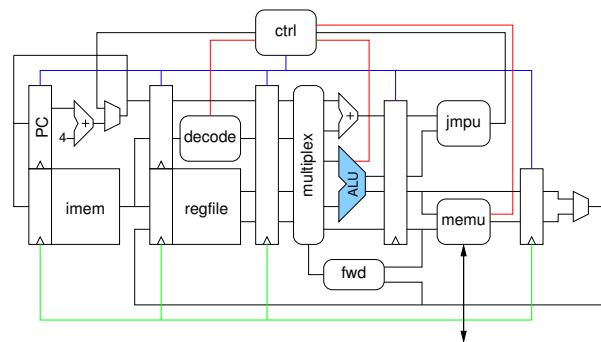 ctrl
PC
4
+
decode
multiplex
+
ALU
jmpu
imem
regfile
memu
fwd